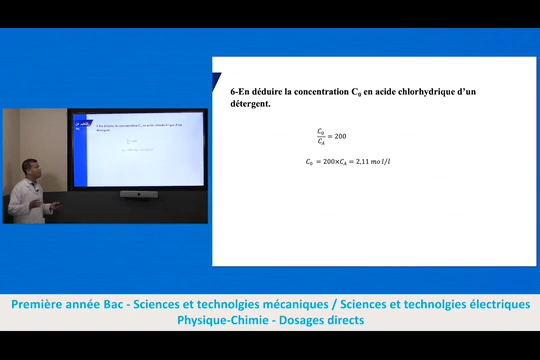 6-En déduire la concentration C₀ en acide chlorhydrique d’un
détergent.
C₀/C_A = 200
C₀ = 200×C_A = 2,11 mo l/l
Première année Bac - Sciences et technolgies mécaniques / Sciences et technolgies électriques
Physique-Chimie - Dosages directs